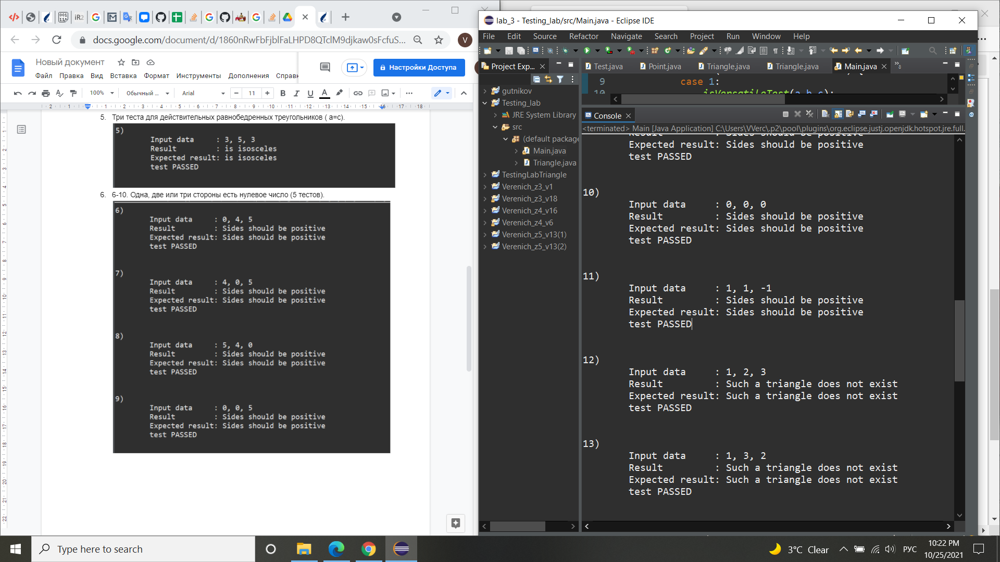 docs.google.com/document/d/1860nRwFbFjblFaLHPD8QTclM9djkaw0sFcfuS...
V
Новый документ
Файл Правка Вид Вставка Формат Инструменты Дополнения Справк
Настройки Доступа
100% Обычный ... Arial 11
5. Три теста для действительных равнобедренных треугольников ( a=c).
5)
Input data : 3, 5, 3
Result : is isosceles
Expected result: is isosceles
test PASSED
6. 6-10. Одна, две или три стороны есть нулевое число (5 тестов).
6)
Input data : 0, 4, 5
Result : Sides should be positive
Expected result: Sides should be positive
test PASSED
7)
Input data : 4, 0, 5
Result : Sides should be positive
Expected result: Sides should be positive
test PASSED
8)
Input data : 5, 4, 0
Result : Sides should be positive
Expected result: Sides should be positive
test PASSED
9)
Input data : 0, 0, 5
Result : Sides should be positive
Expected result: Sides should be positive
test PASSED
lab_3 - Testing_lab/src/Main.java - Eclipse IDE
File Edit Source Refactor Navigate Search Project Run Window Help
Project Exp...
gutnikov
Testing_lab
JRE System Library
src
(default package
Main.java
Triangle.java
TestingLabTriangle
Verenich_z3_v1
Verenich_z3_v18
Verenich_z4_v16
Verenich_z4_v6
Verenich_z5_v13(1)
Verenich_z5_v13(2)
Test.java Point.java Triangle.java Triangle.java Main.java
9 case 1:
10 isVersatileTest(a,b,c);
Console
<terminated> Main [Java Application] C:\Users\VVerc\.p2\pool\plugins\org.eclipse.justj.openjdk.hotspot.jre.full.
Result : Sides should be positive
Expected result: Sides should be positive
test PASSED
10)
Input data : 0, 0, 0
Result : Sides should be positive
Expected result: Sides should be positive
test PASSED
11)
Input data : 1, 1, -1
Result : Sides should be positive
Expected result: Sides should be positive
test PASSED
12)
Input data : 1, 2, 3
Result : Such a triangle does not exist
Expected result: Such a triangle does not exist
test PASSED
13)
Input data : 1, 3, 2
Result : Such a triangle does not exist
Expected result: Such a triangle does not exist
test PASSED
Type here to search
3°C Clear
РУС
10:22 PM
10/25/2021